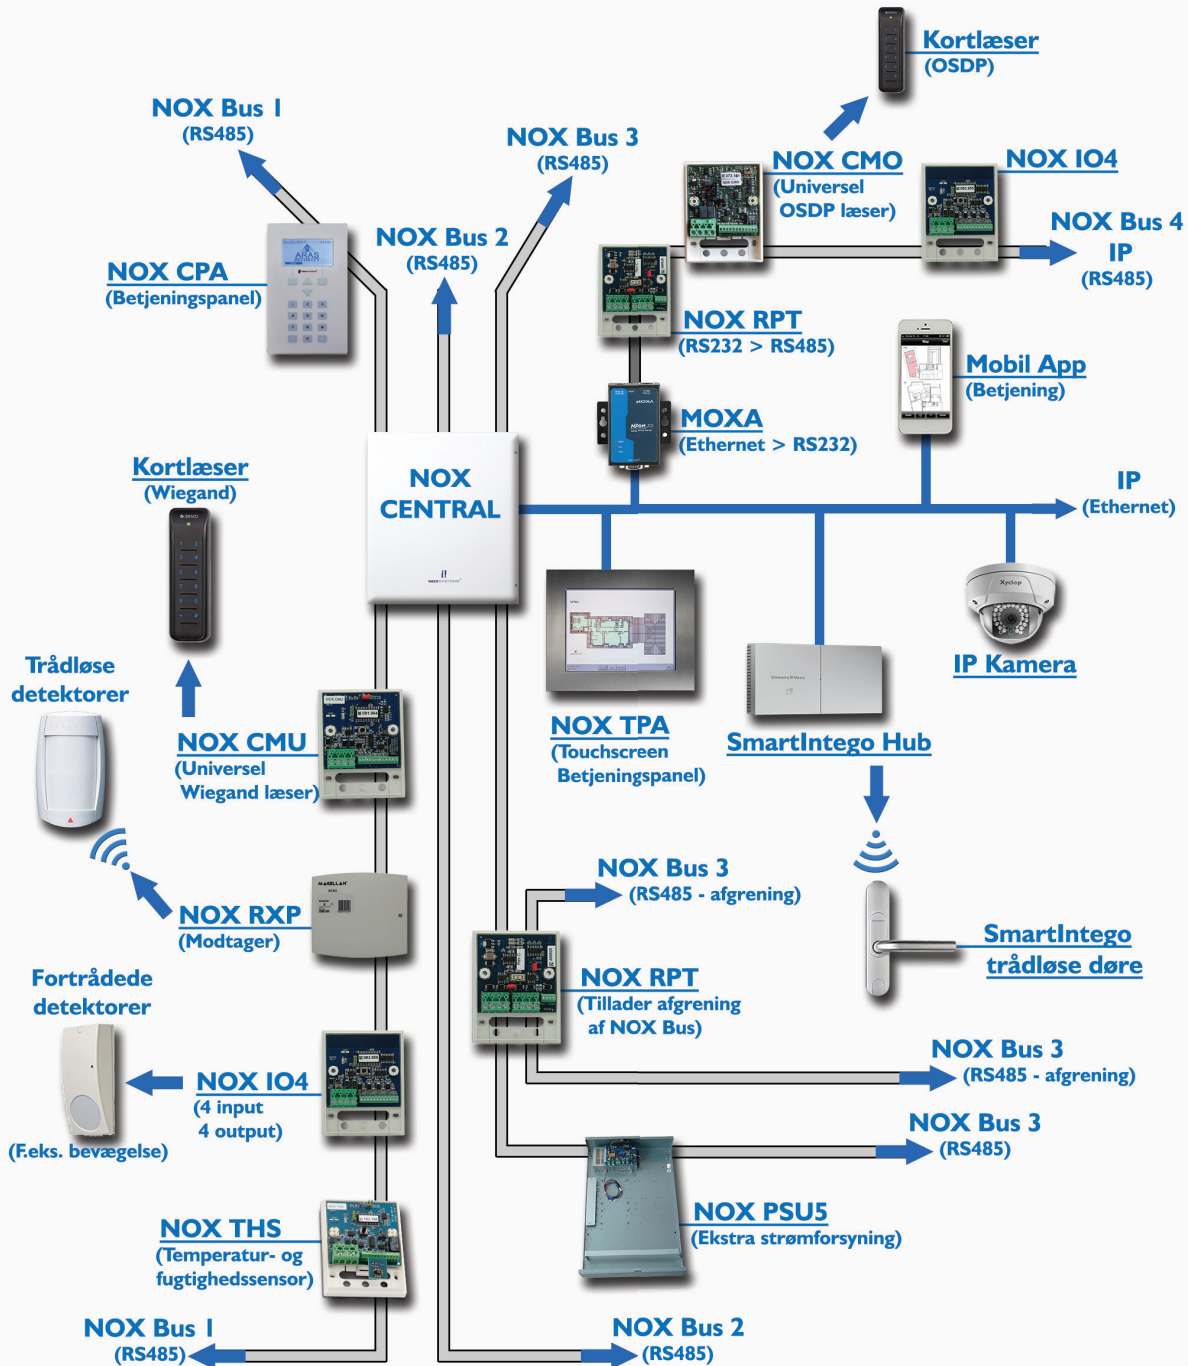 Kortlæser
(OSDP)
NOX Bus 1
(RS485)
NOX Bus 3
(RS485)
NOX CMO
(Universel
OSDP læser)
NOX IO4
NOX Bus 4
IP
(RS485)
NOX Bus 2
(RS485)
NOX CPA
(Betjeningspanel)
ARAS
NOX RPT
(RS232 > RS485)
Mobil App
(Betjening)
MOXA
MOXA
(Ethernet > RS232)
NOX
CENTRAL
NOXSYSTEMS
IP
(Ethernet)
Kortlæser
(Wiegand)
Xyclop
IP Kamera
Trådløse
detektorer
NOX CMU
(Universel
Wiegand læser)
NOX TPA
(Touchscreen
Betjeningspanel)
SmartIntego Hub
NOX Bus 3
(RS485 - afgrening)
MAGELLAN
NOX RXP
(Modtager)
SmartIntego
trådløse døre
Fortrådede
detektorer
NOX RPT
(Tillader afgrening
af NOX Bus)
NOX Bus 3
(RS485 - afgrening)
NOX IO4
(4 input
4 output)
(F.eks. bevægelse)
NOX Bus 3
(RS485)
NOX THS
(Temperatur- og
fugtighedssensor)
NOX PSU5
(Ekstra strømforsyning)
NOX Bus 1
(RS485)
NOX Bus 2
(RS485)